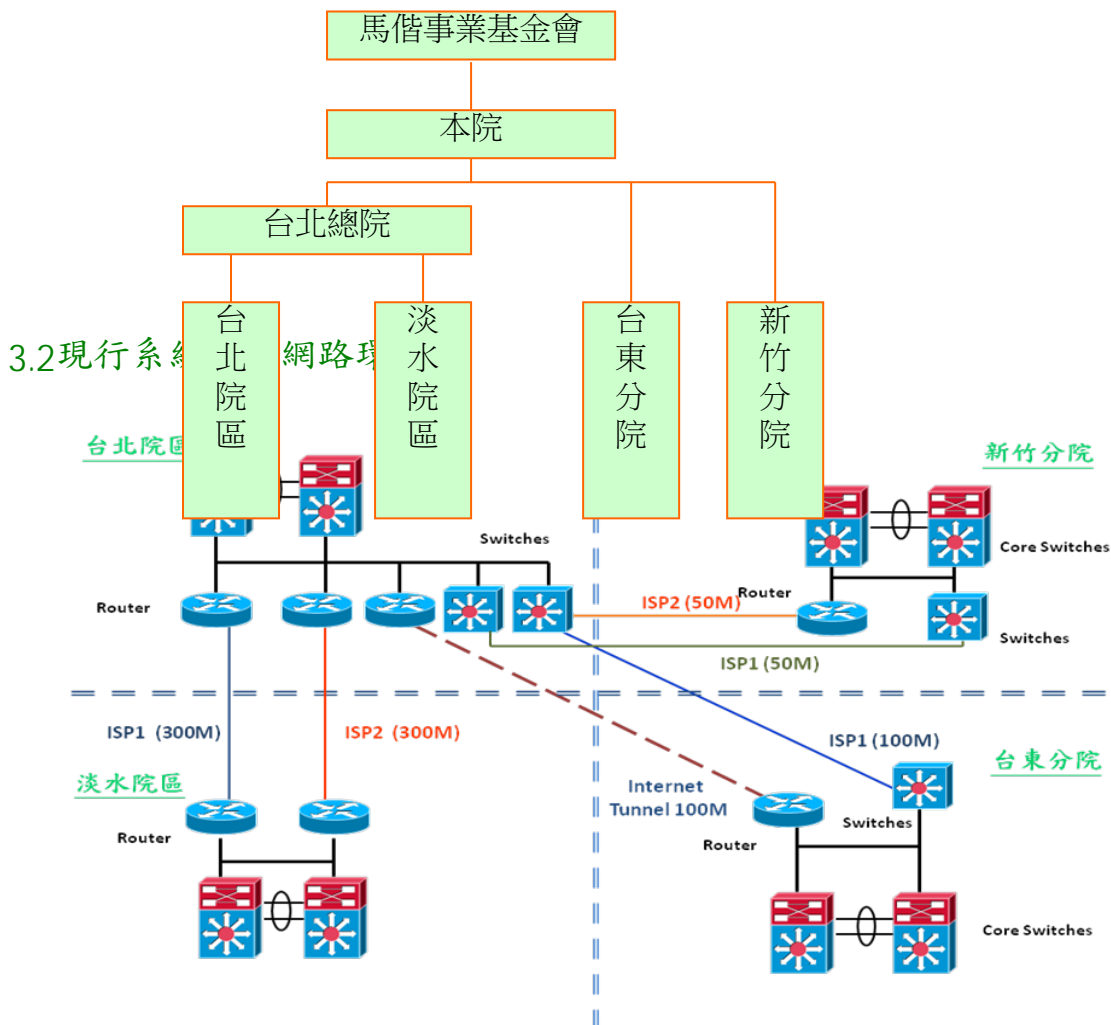 馬偕事業基金會
本院
台北總院
台北院區
淡水院區
台東分院
新竹分院
3.2現行系
網路
台北院
新竹分院
Switches
Core Switches
Router
ISP2 (50M)
Router
Switches
ISP1 (50M)
ISP1 (300M)
ISP2 (300M)
ISP1 (100M)
台東分院
淡水院區
Internet
Tunnel 100M
Router
Switches
Router
Core Switches